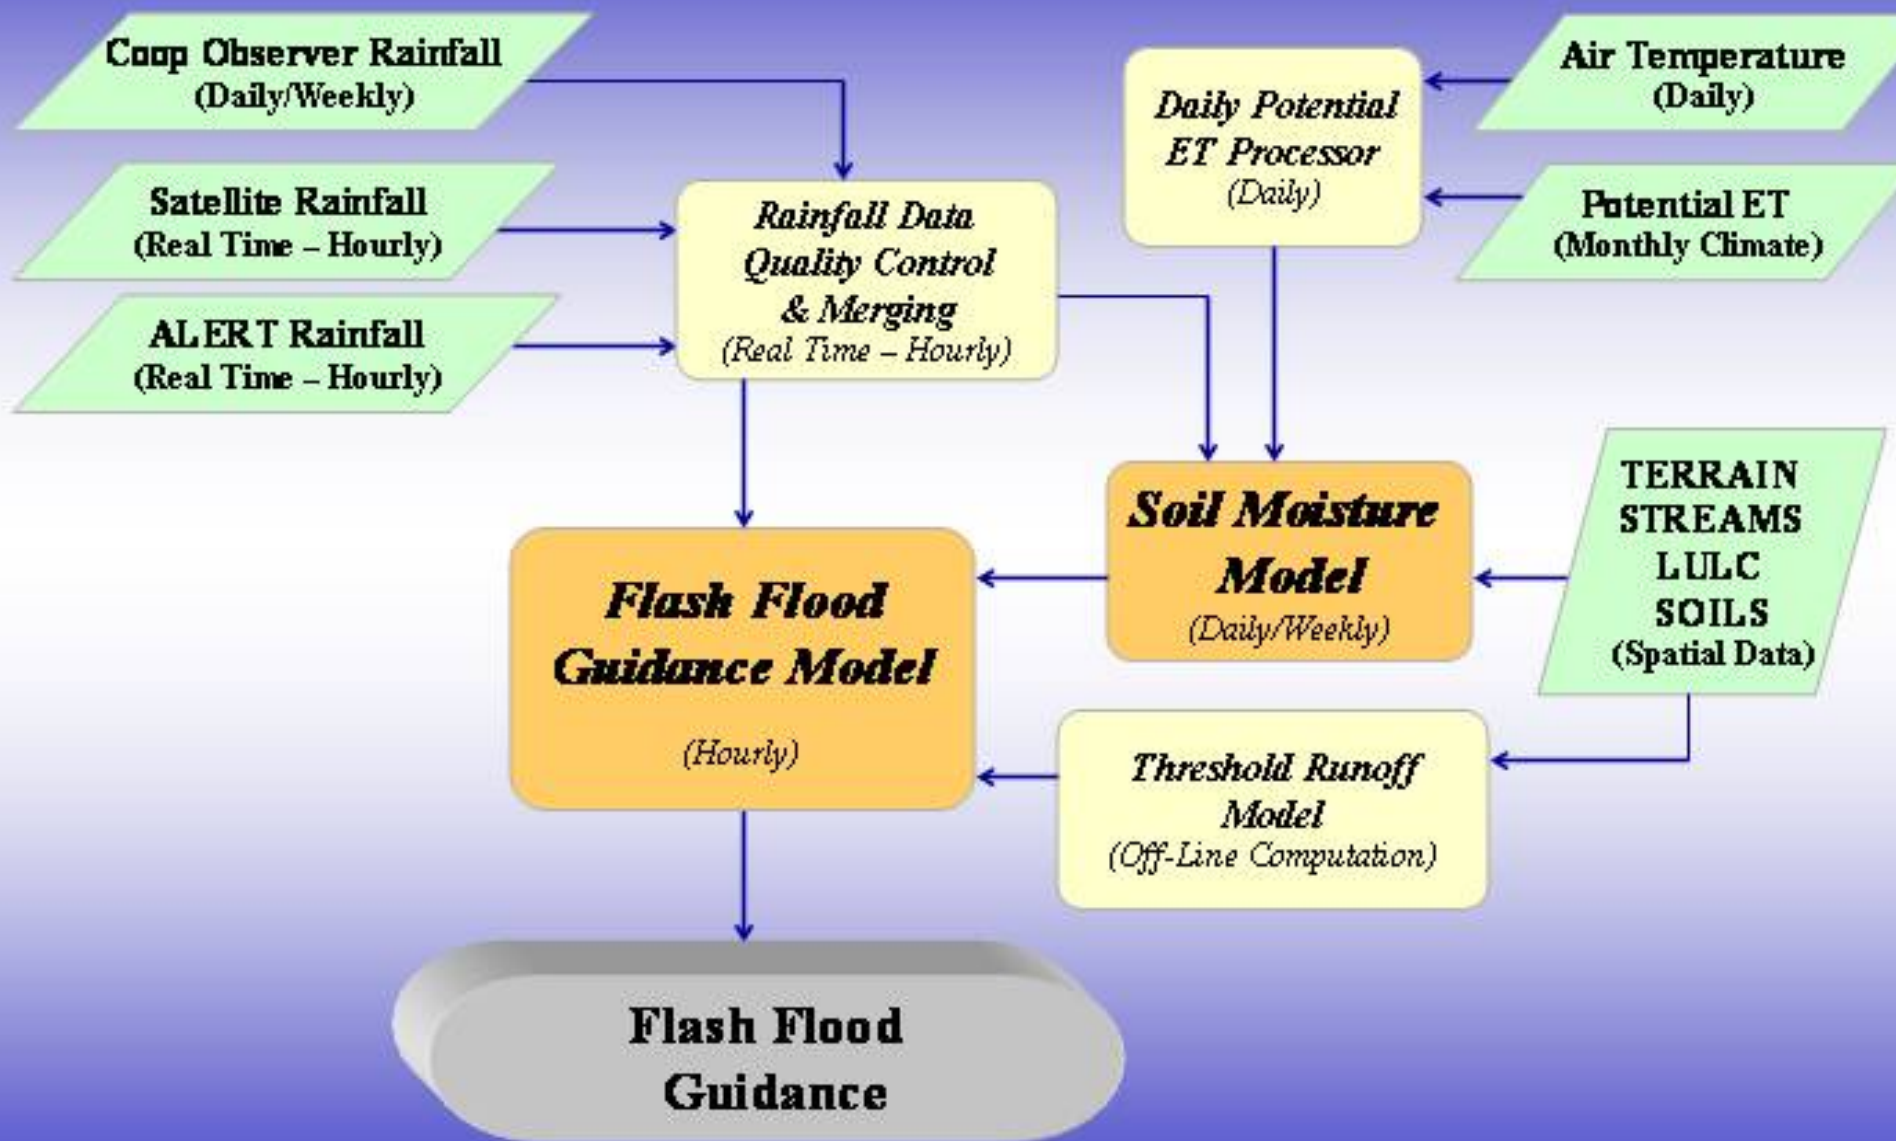 Coop Observer Rainfall
(Daily/Weekly)
Satellite Rainfall
(Real Time – Hourly)
ALERT Rainfall
(Real Time – Hourly)
Rainfall Data
Quality Control
& Merging
(Real Time – Hourly)
Daily Potential
ET Processor
(Daily)
Air Temperature
(Daily)
Potential ET
(Monthly Climate)
Soil Moisture
Model
(Daily/Weekly)
TERRAIN
STREAMS
LULC
SOILS
(Spatial Data)
Flash Flood
Guidance Model
(Hourly)
Threshold Runoff
Model
(Off-Line Computation)
Flash Flood
Guidance